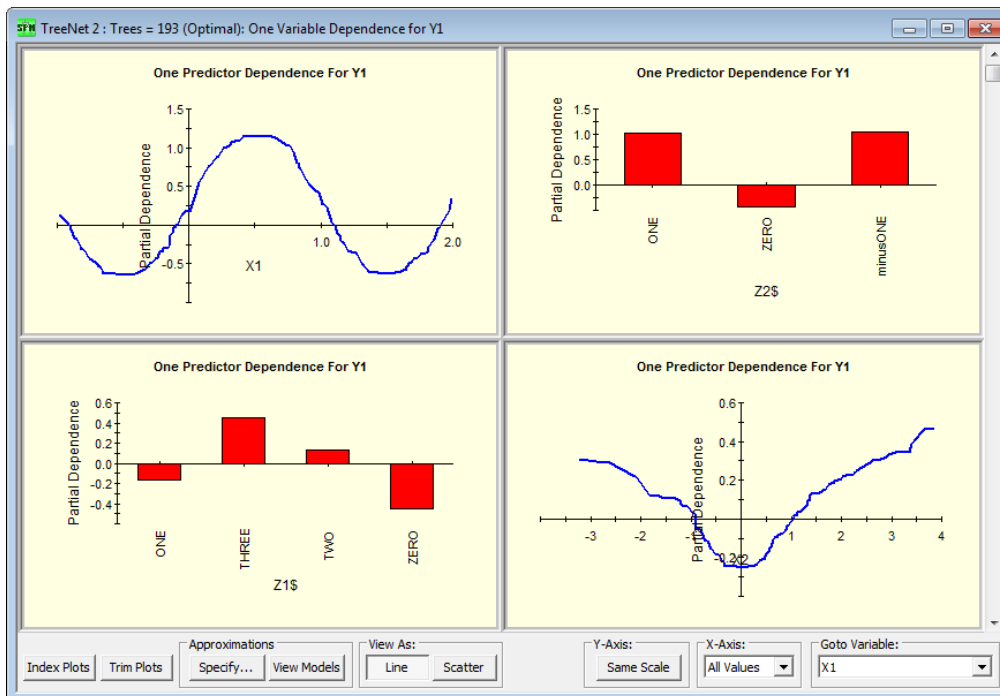 SPM TreeNet 2 : Trees = 193 (Optimal): One Variable Dependence for Y1
One Predictor Dependence For Y1
1.5
1.0
0.5
-0.5
Partial Dependence
1.0
2.0
X1
One Predictor Dependence For Y1
1.5
1.0
0.5
0.0
Partial Dependence
ONE
ZERO
minusONE
Z2$
One Predictor Dependence For Y1
0.6
0.4
0.2
0.0
-0.2
-0.4
Partial Dependence
ONE
THREE
TWO
ZERO
Z1$
One Predictor Dependence For Y1
0.6
0.4
0.2
-0.2
Partial Dependence
-3
-2
-1
1
2
3
4
X2
Index Plots
Trim Plots
Approximations
Specify...
View Models
View As:
Line
Scatter
Y-Axis:
Same Scale
X-Axis:
All Values
Goto Variable:
X1